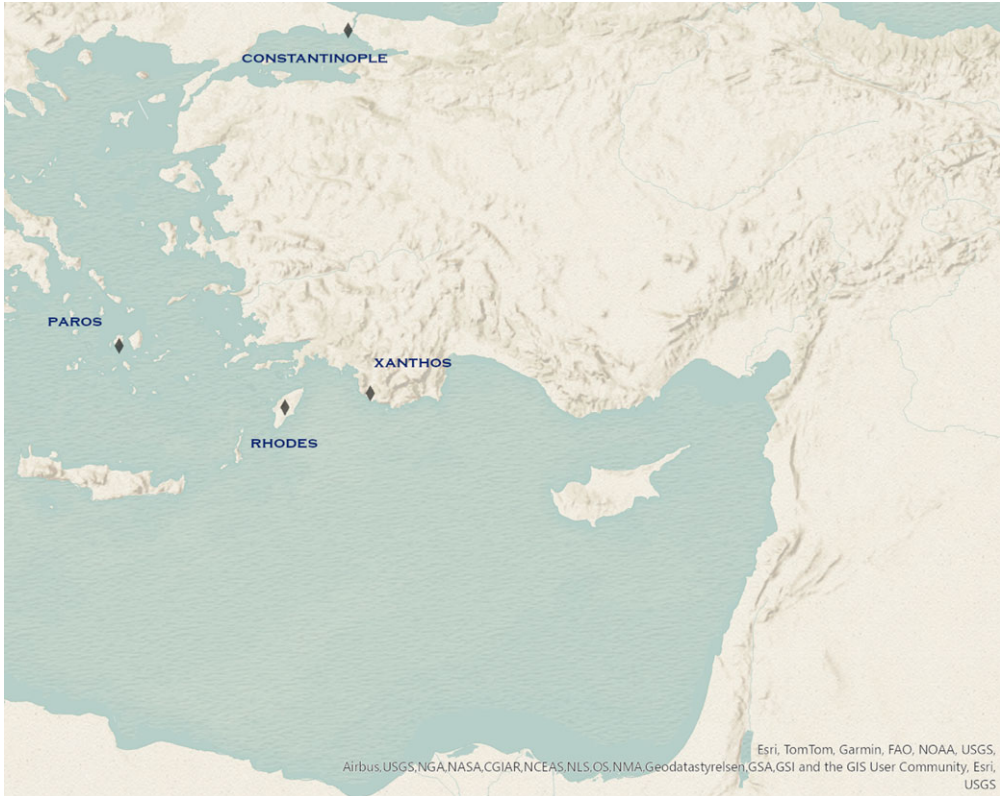 CONSTANTINOPLE
PAROS
XANTHOS
RHODES
Esri, TomTom, Garmin, FAO, NOAA, USGS,
Airbus,USGS,NGA,NASA,CGIAR,NCEAS,NLS,OS,NMA,Geodatastyrelsen,GSA,GSI and the GIS User Community, Esri,
USGS